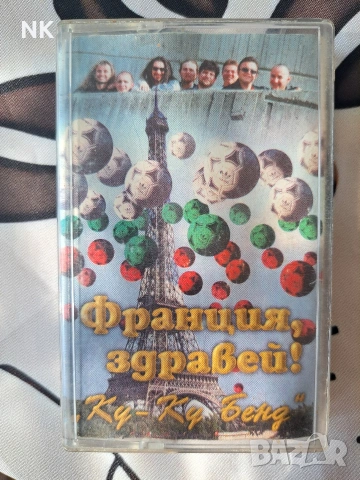 NK
Франция,
здравей!
„Ку-Ку Бенд"
BAZAR